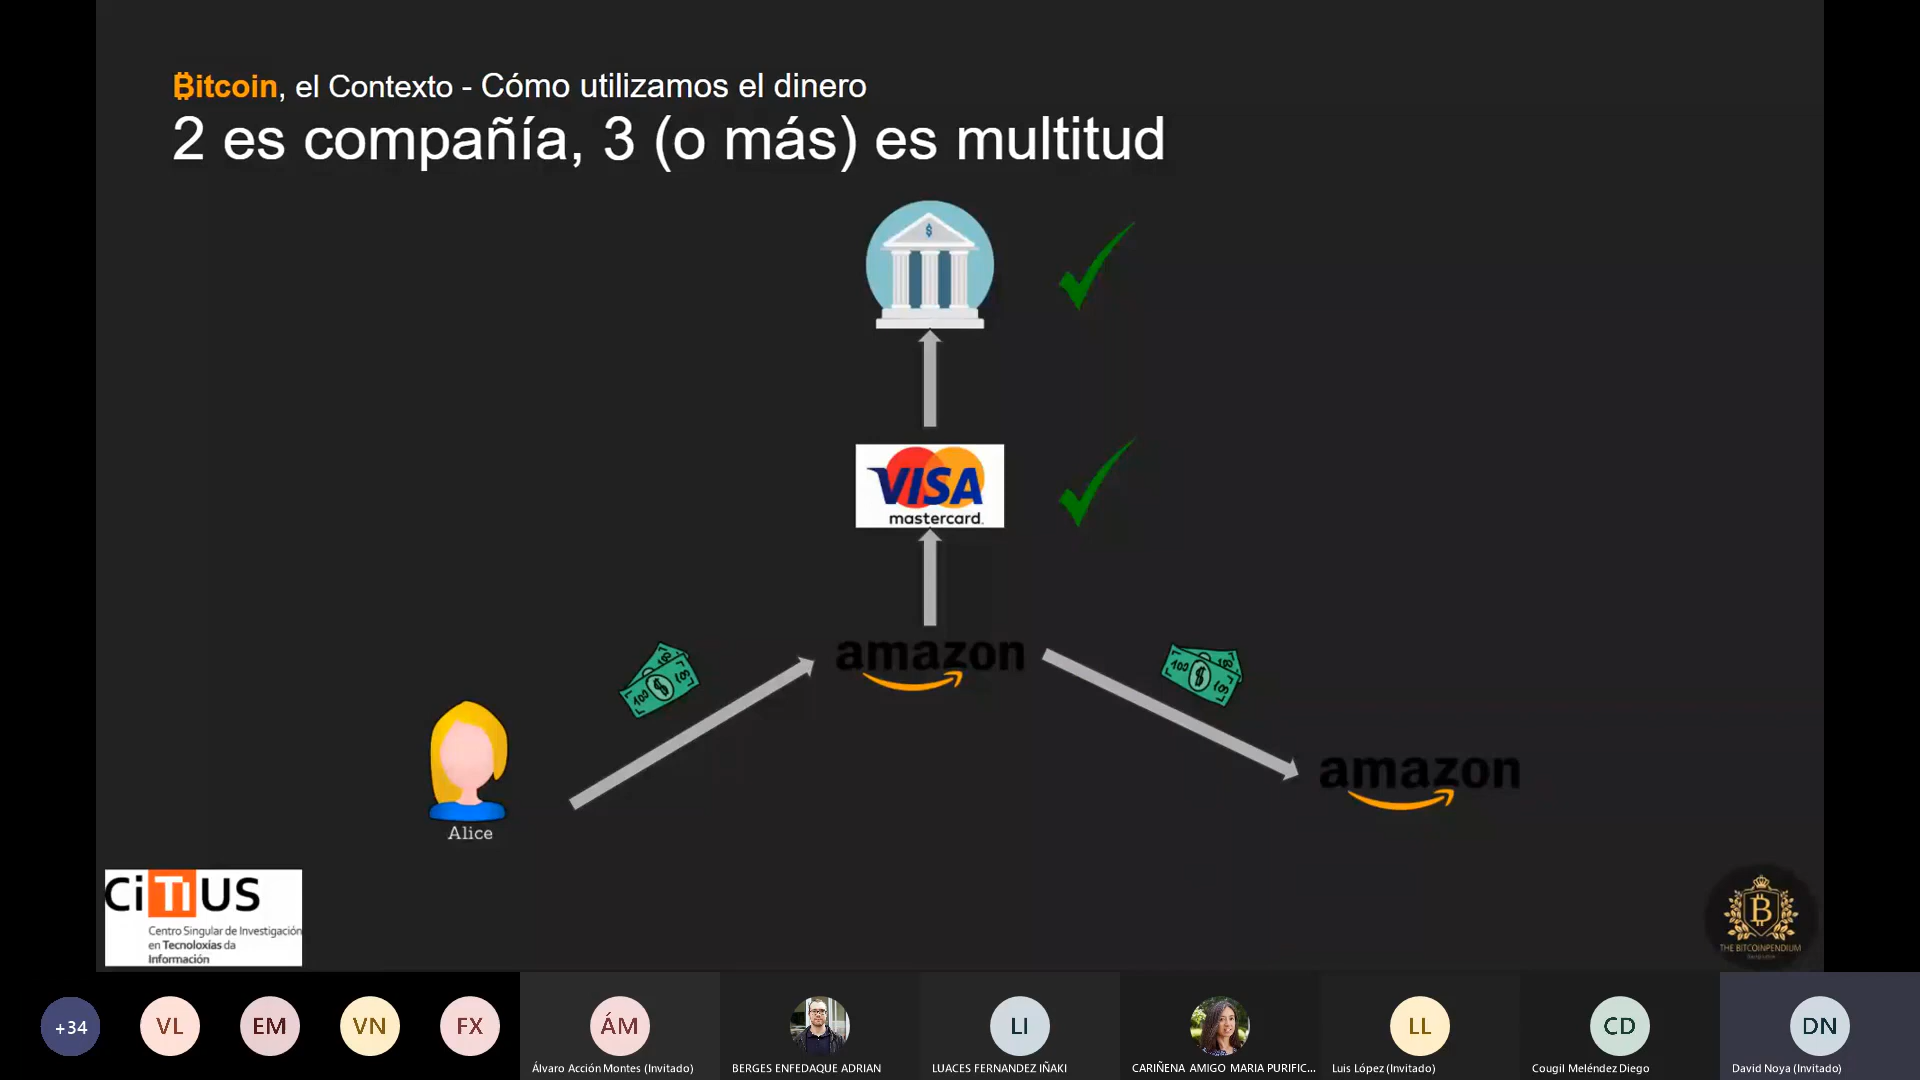 ₿itcoin, el Contexto - Cómo utilizamos el dinero
2 es compañía, 3 (o más) es multitud
$
VISA
mastercard.
amazon
100 $
100 $
amazon
Alice
CiTIUS
Centro Singular de Investigación
en Tecnoloxías da
Información
B
THE BITCOINPENDIUM
+34
VL
EM
VN
FX
ÁM
LI
LL
CD
DN
Álvaro Acción Montes (Invitado)
BERGES ENFEDAQUE ADRIAN
LUACES FERNANDEZ IÑAKI
CARIÑENA AMIGO MARIA PURIFIC...
Luis López (Invitado)
Cougil Meléndez Diego
David Noya (Invitado)